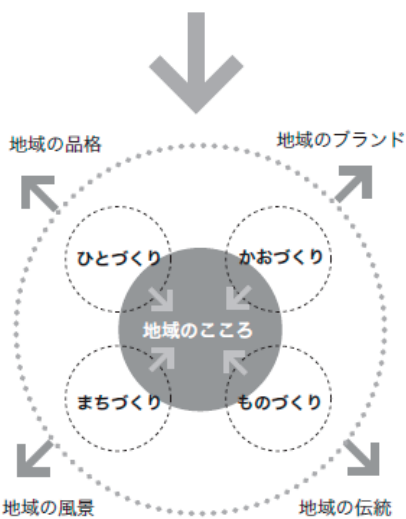 地域の品格
地域のブランド
ひとづくり
かおづくり
地域のこころ
まちづくり
ものづくり
地域の風景
地域の伝統